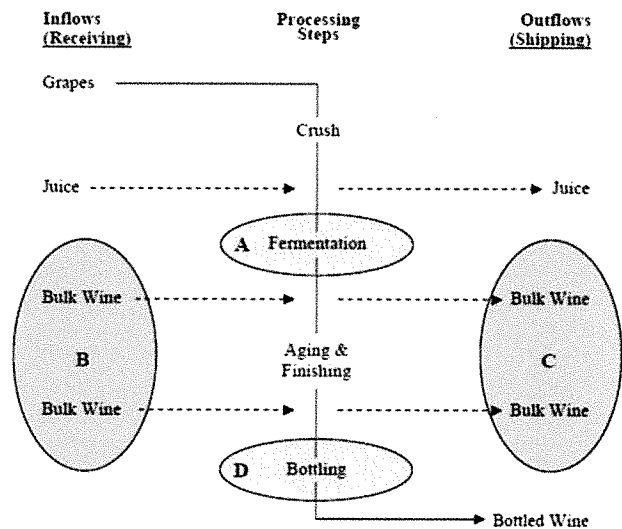 Inflows
(Receiving)
Processing
Steps
Outflows
(Shipping)
Grapes
Crush
Juice
Juice
A Fermentation
Bulk Wine
Bulk Wine
B
Aging &
Finishing
C
Bulk Wine
Bulk Wine
D Bottling
Bottled Wine